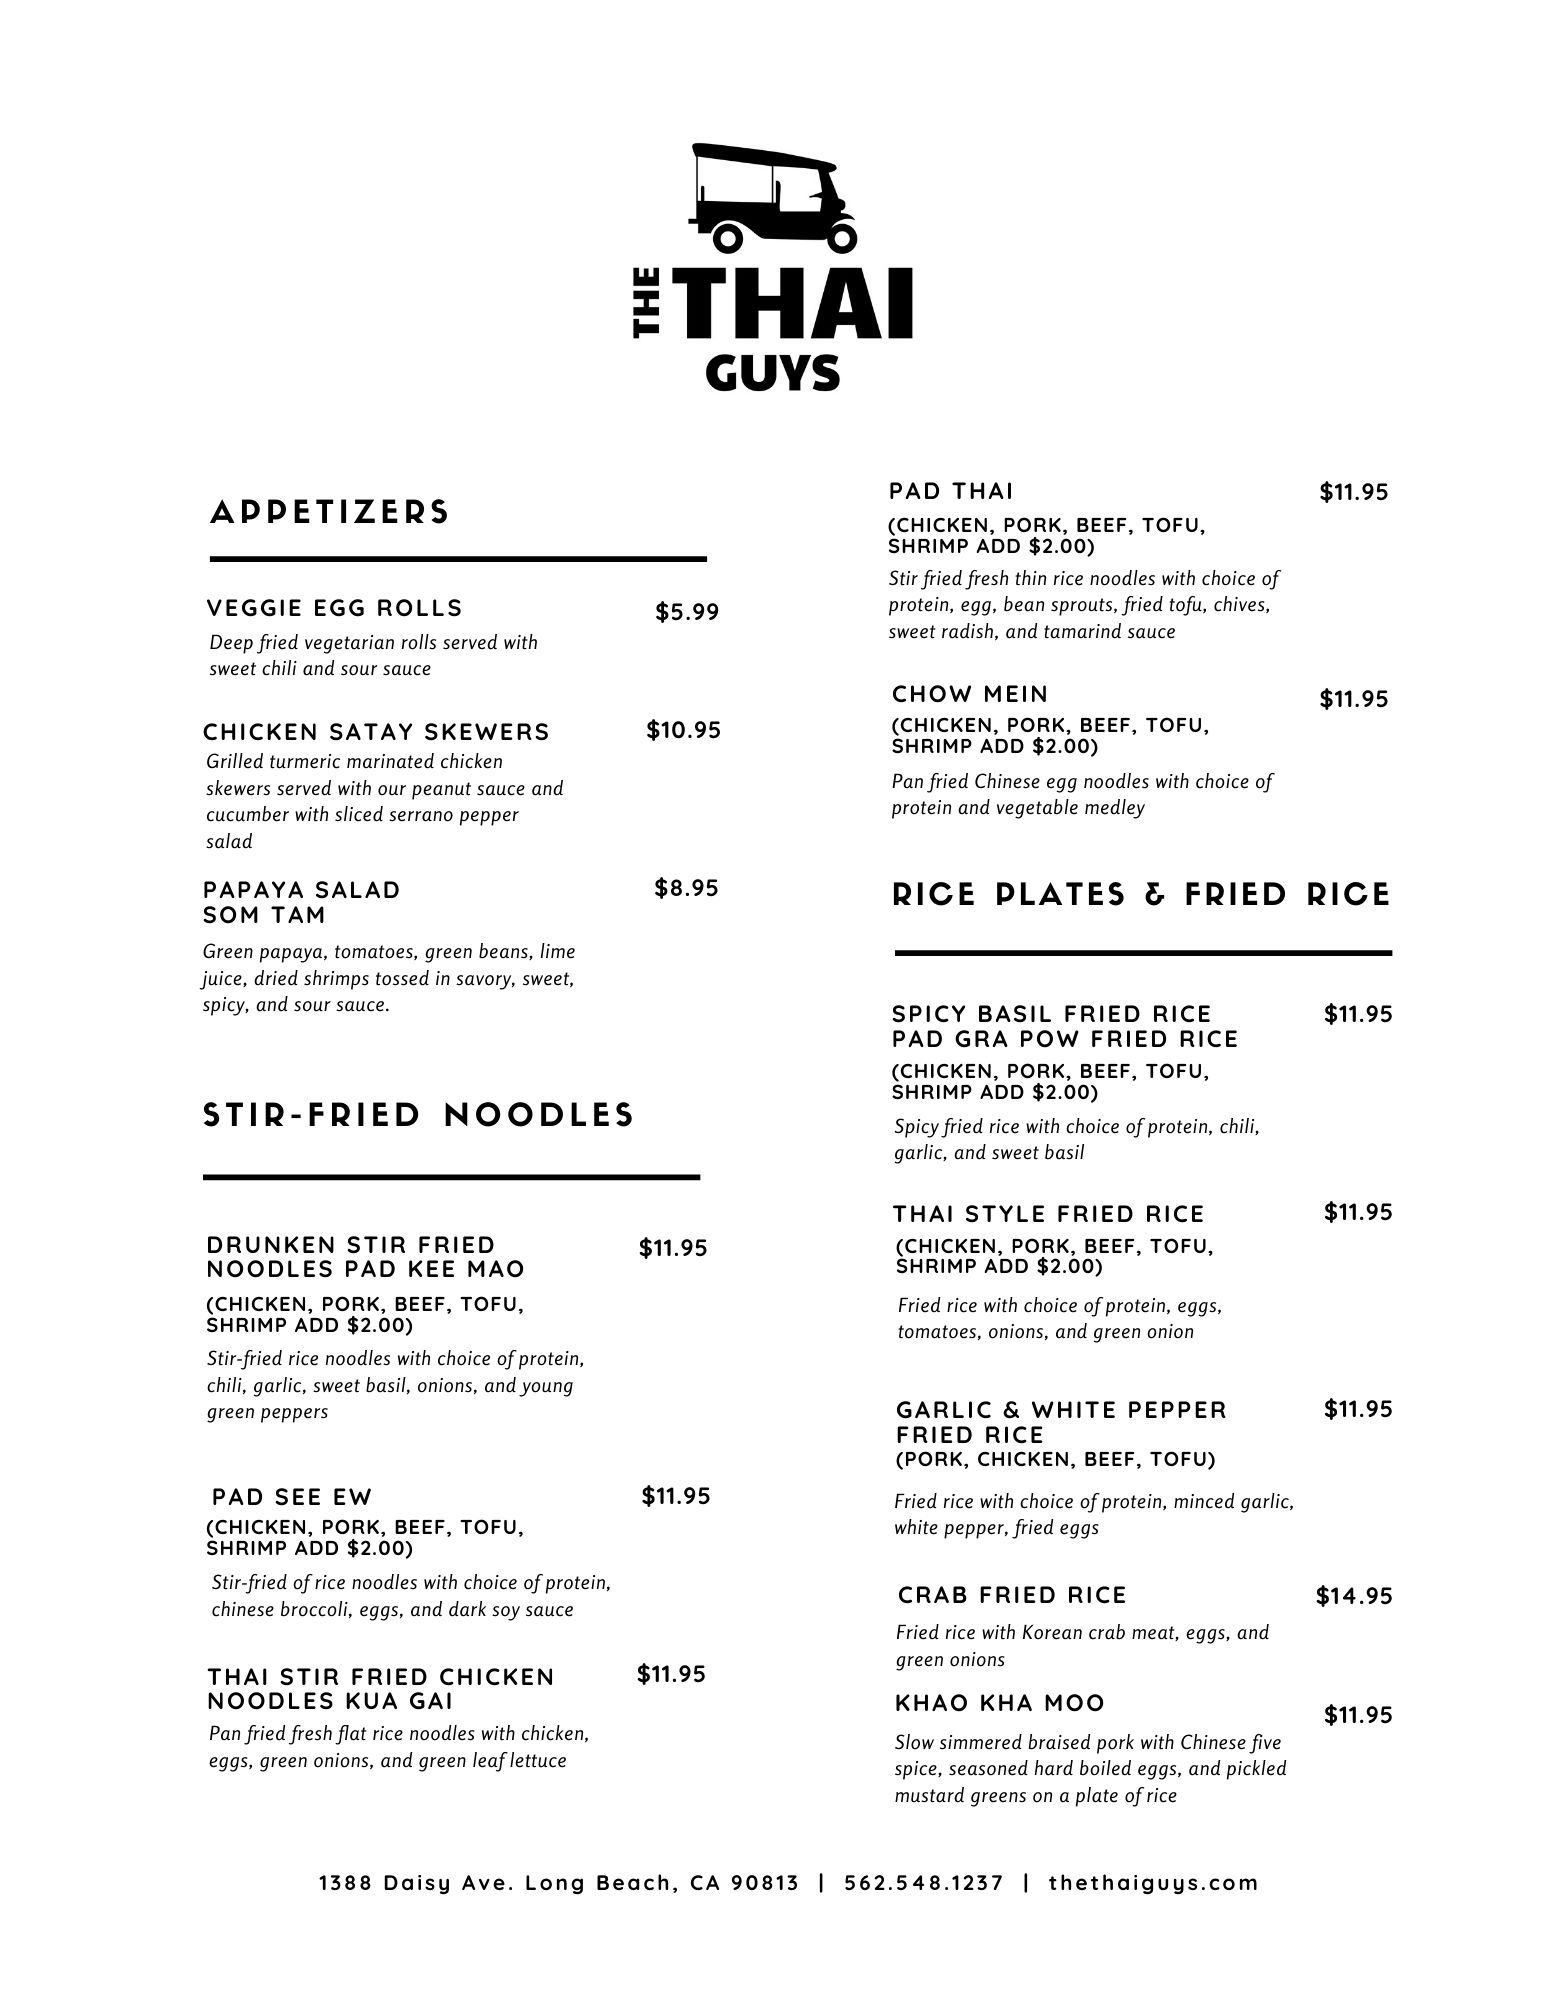 THE THAI
GUYS
APPETIZERS
VEGGIE EGG ROLLS $5.99
Deep fried vegetarian rolls served with
sweet chili and sour sauce
CHICKEN SATAY SKEWERS $10.95
Grilled turmeric marinated chicken
skewers served with our peanut sauce and
cucumber with sliced serrano pepper
salad
PAPAYA SALAD $8.95
SOM TAM
Green papaya, tomatoes, green beans, lime
juice, dried shrimps tossed in savory, sweet,
spicy, and sour sauce.
STIR-FRIED NOODLES
DRUNKEN STIR FRIED $11.95
NOODLES PAD KEE MAO
(CHICKEN, PORK, BEEF, TOFU,
SHRIMP ADD $2.00)
Stir-fried rice noodles with choice of protein,
chili, garlic, sweet basil, onions, and young
green peppers
PAD SEE EW $11.95
(CHICKEN, PORK, BEEF, TOFU,
SHRIMP ADD $2.00)
Stir-fried of rice noodles with choice of protein,
chinese broccoli, eggs, and dark soy sauce
THAI STIR FRIED CHICKEN $11.95
NOODLES KUA GAI
Pan fried fresh flat rice noodles with chicken,
eggs, green onions, and green leaf lettuce
PAD THAI $11.95
(CHICKEN, PORK, BEEF, TOFU,
SHRIMP ADD $2.00)
Stir fried fresh thin rice noodles with choice of
protein, egg, bean sprouts, fried tofu, chives,
sweet radish, and tamarind sauce
CHOW MEIN $11.95
(CHICKEN, PORK, BEEF, TOFU,
SHRIMP ADD $2.00)
Pan fried Chinese egg noodles with choice of
protein and vegetable medley
RICE PLATES & FRIED RICE
SPICY BASIL FRIED RICE $11.95
PAD GRA POW FRIED RICE
(CHICKEN, PORK, BEEF, TOFU,
SHRIMP ADD $2.00)
Spicy fried rice with choice of protein, chili,
garlic, and sweet basil
THAI STYLE FRIED RICE $11.95
(CHICKEN, PORK, BEEF, TOFU,
SHRIMP ADD $2.00)
Fried rice with choice of protein, eggs,
tomatoes, onions, and green onion
GARLIC & WHITE PEPPER $11.95
FRIED RICE
(PORK, CHICKEN, BEEF, TOFU)
Fried rice with choice of protein, minced garlic,
white pepper, fried eggs
CRAB FRIED RICE $14.95
Fried rice with Korean crab meat, eggs, and
green onions
KHAO KHA MOO $11.95
Slow simmered braised pork with Chinese five
spice, seasoned hard boiled eggs, and pickled
mustard greens on a plate of rice
1388 Daisy Ave. Long Beach, CA 90813 | 562.548.1237 | thethaiguys.com